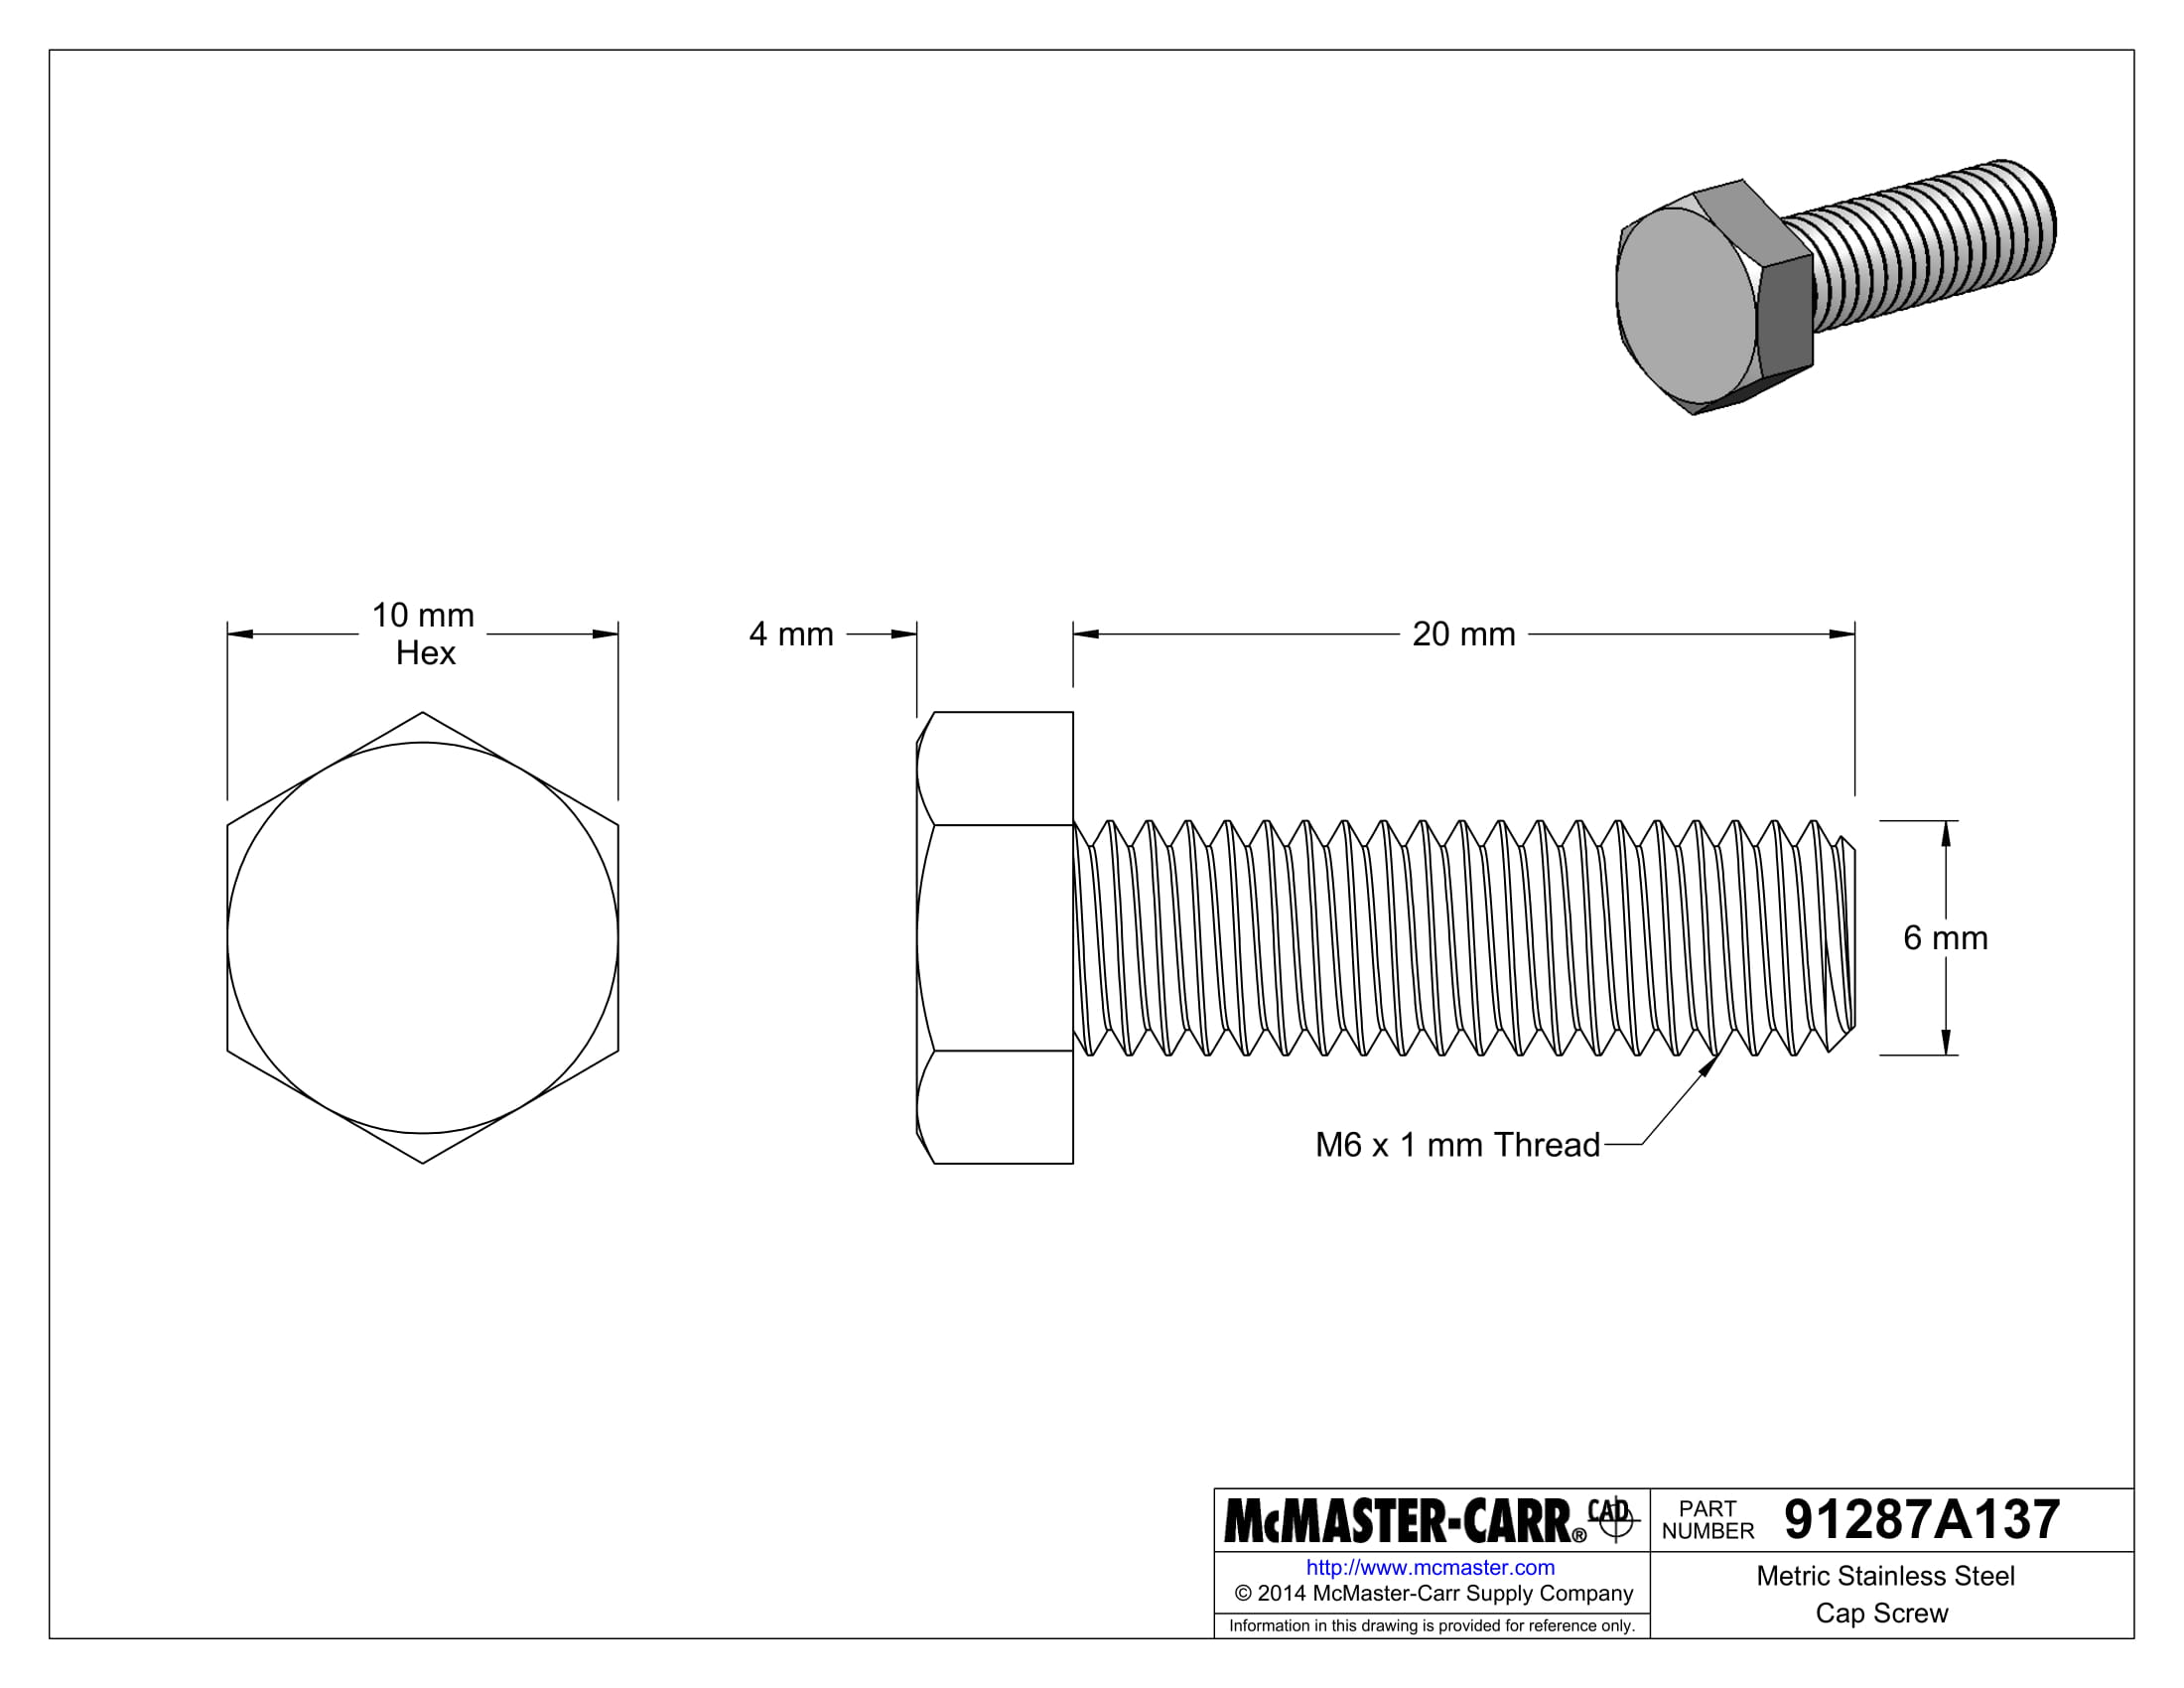 10 mm
Hex
4 mm
20 mm
6 mm
M6 x 1 mm Thread
McMASTER-CARR® CAD
http://www.mcmaster.com
© 2014 McMaster-Carr Supply Company
Information in this drawing is provided for reference only.
PART
NUMBER
91287A137
Metric Stainless Steel
Cap Screw